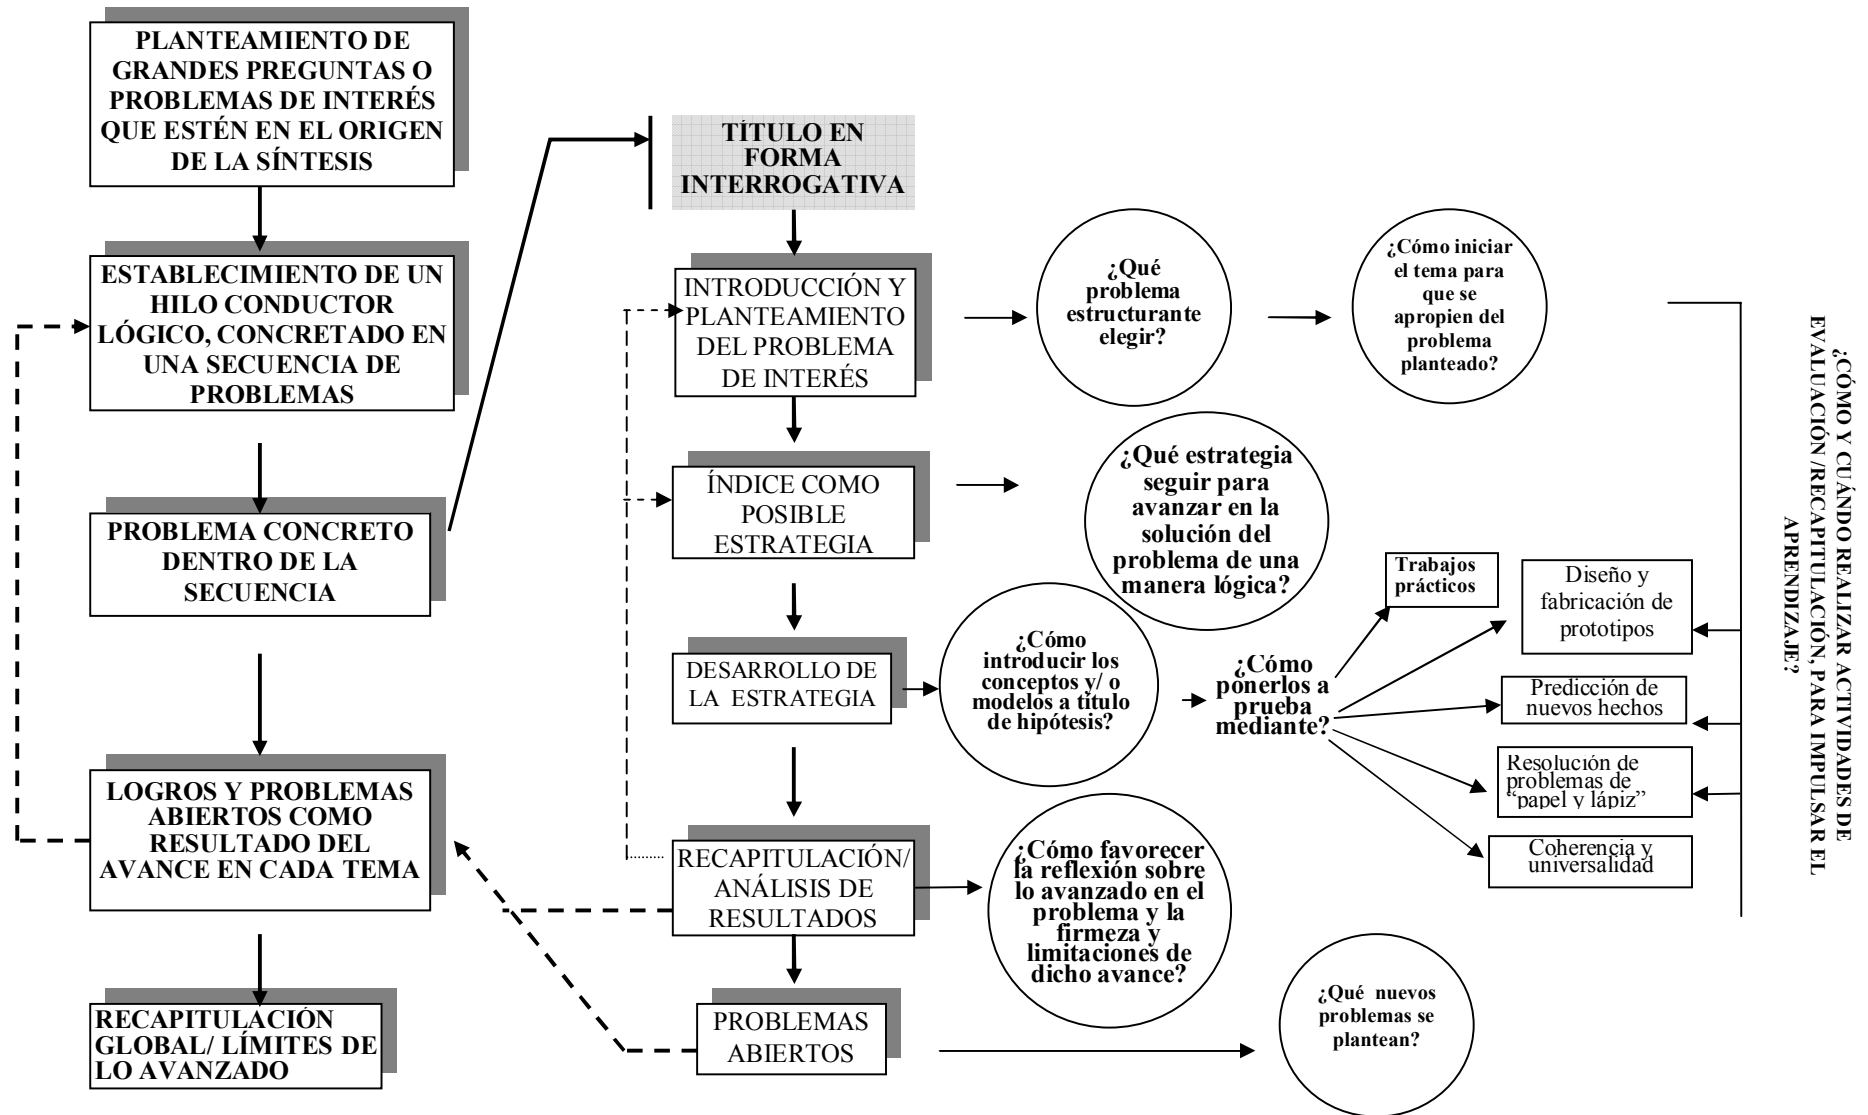 PLANTEAMIENTO DE
GRANDES PREGUNTAS O
PROBLEMAS DE INTERÉS
QUE ESTÉN EN EL ORIGEN
DE LA SÍNTESIS
ESTABLECIMIENTO DE UN
HILO CONDUCTOR
LÓGICO, CONCRETADO EN
UNA SECUENCIA DE
PROBLEMAS
PROBLEMA CONCRETO
DENTRO DE LA
SECUENCIA
LOGROS Y PROBLEMAS
ABIERTOS COMO
RESULTADO DEL
AVANCE EN CADA TEMA
RECAPITULACIÓN
GLOBAL/ LÍMITES DE
LO AVANZADO
TÍTULO EN
FORMA
INTERROGATIVA
INTRODUCCIÓN Y
PLANTEAMIENTO
DEL PROBLEMA
DE INTERÉS
ÍNDICE COMO
POSIBLE
ESTRATEGIA
DESARROLLO DE
LA ESTRATEGIA
RECAPITULACIÓN/
ANÁLISIS DE
RESULTADOS
PROBLEMAS
ABIERTOS
¿Qué
problema
estructurante
elegir?
¿Cómo iniciar
el tema para
que se
apropien del
problema
planteado?
¿Qué estrategia
seguir para
avanzar en la
solución del
problema de una
manera lógica?
¿Cómo
introducir los
conceptos y/ o
modelos a título
de hipótesis?
¿Cómo
ponerlos a
prueba
mediante?
Trabajos
prácticos
Diseño y
fabricación de
prototipos
Predicción de
nuevos hechos
Resolución de
problemas de
“papel y lápiz”
Coherencia y
universalidad
¿Cómo favorecer
la reflexión sobre
lo avanzado en el
problema y la
firmeza y
limitaciones de
dicho avance?
¿Qué nuevos
problemas se
plantean?
¿CÓMO Y CUÁNDO REALIZAR ACTIVIDADES DE
EVALUACIÓN /RECAPITULACIÓN, PARA IMPULSAR EL
APRENDIZAJE?